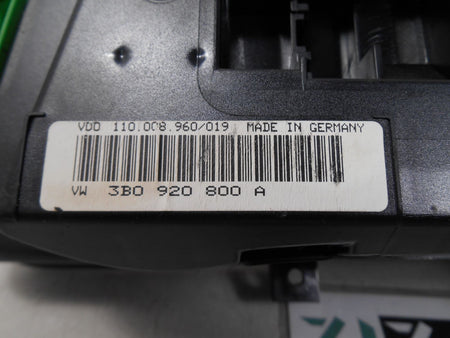 VDO 110.008.960/019 MADE IN GERMANY
VW 3B0 920 800 A